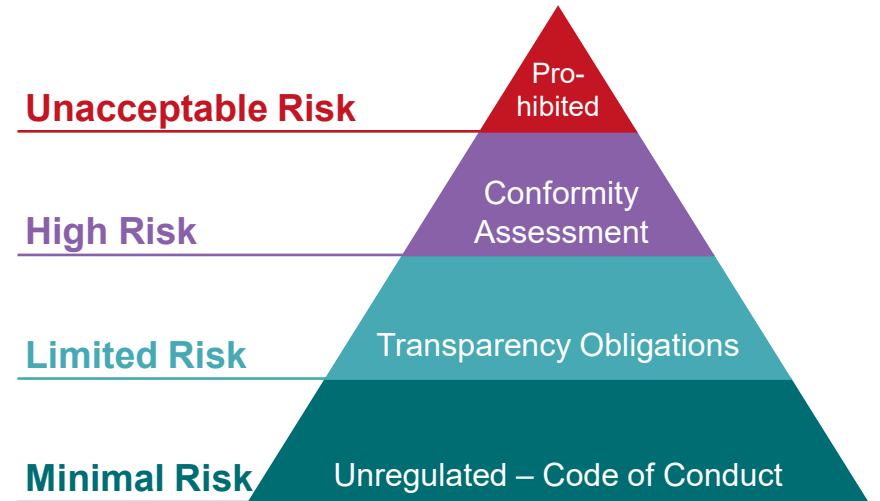 Pro-
hibited
Unacceptable Risk
Conformity
Assessment
High Risk
Transparency Obligations
Limited Risk
Unregulated – Code of Conduct
Minimal Risk